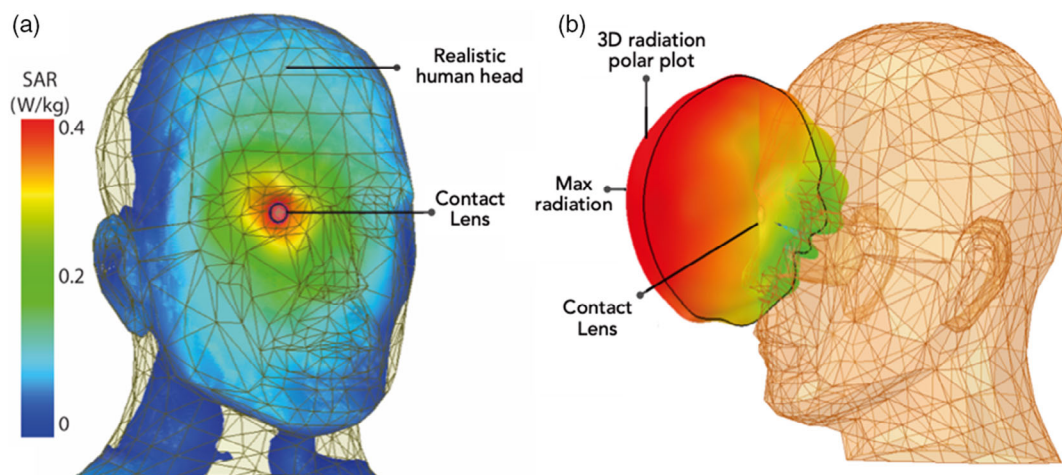 (a)
Realistic
human head
SAR
(W/kg)
0.4
0.2
0
Contact
Lens
(b)
3D radiation
polar plot
Max
radiation
Contact
Lens